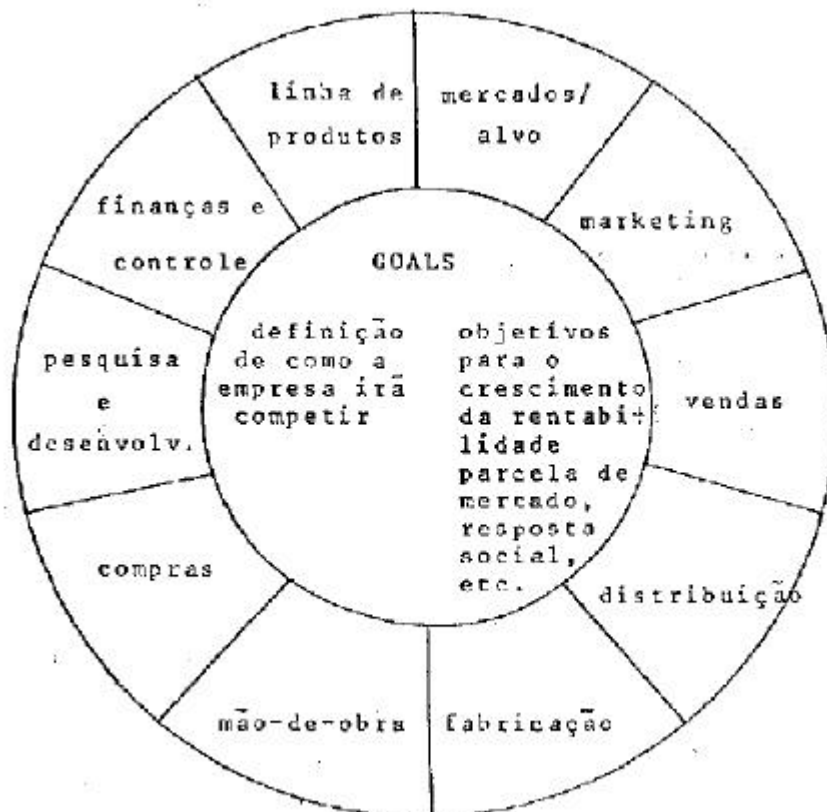 linha de
produtos
mercados/
alvo
marketing
vendas
distribuição
fabricação
mão-de-obra
compras
pesquisa
e
desenvolv.
finanças e
controle
GOALS
definição
de como a
empresa irã
competir
objetivos
para o
crescimento
da rentabi-
lidade
parcela de
mercado,
resposta
social,
etc.